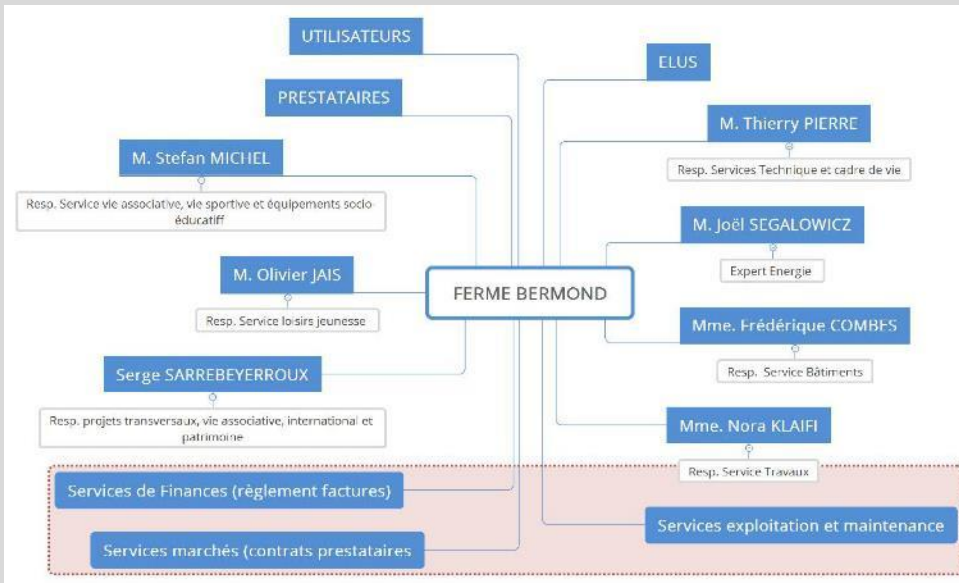 UTILISATEURS
PRESTATAIRES
M. Stefan MICHEL
Resp. Service vie associative, vie sportive et équipements socio
éducatiff
M. Olivier JAIS
Resp. Service loisirs jeunesse
Serge SARREBEYERROUX
Resp. projets transversaux, vie associative, international et
patrimoine
Services de Finances (règlement factures)
Services marchés (contrats prestataires
FERME BERMOND
ELUS
M. Thierry PIERRE
Resp. Services Technique et cadre de vie
M. Joël SEGALOWICZ
Expert Energie
Mme. Frédérique COMBES
Resp. Service Bâtiments
Mme. Nora KLAIFI
Resp. Service Travaux
Services exploitation et maintenance